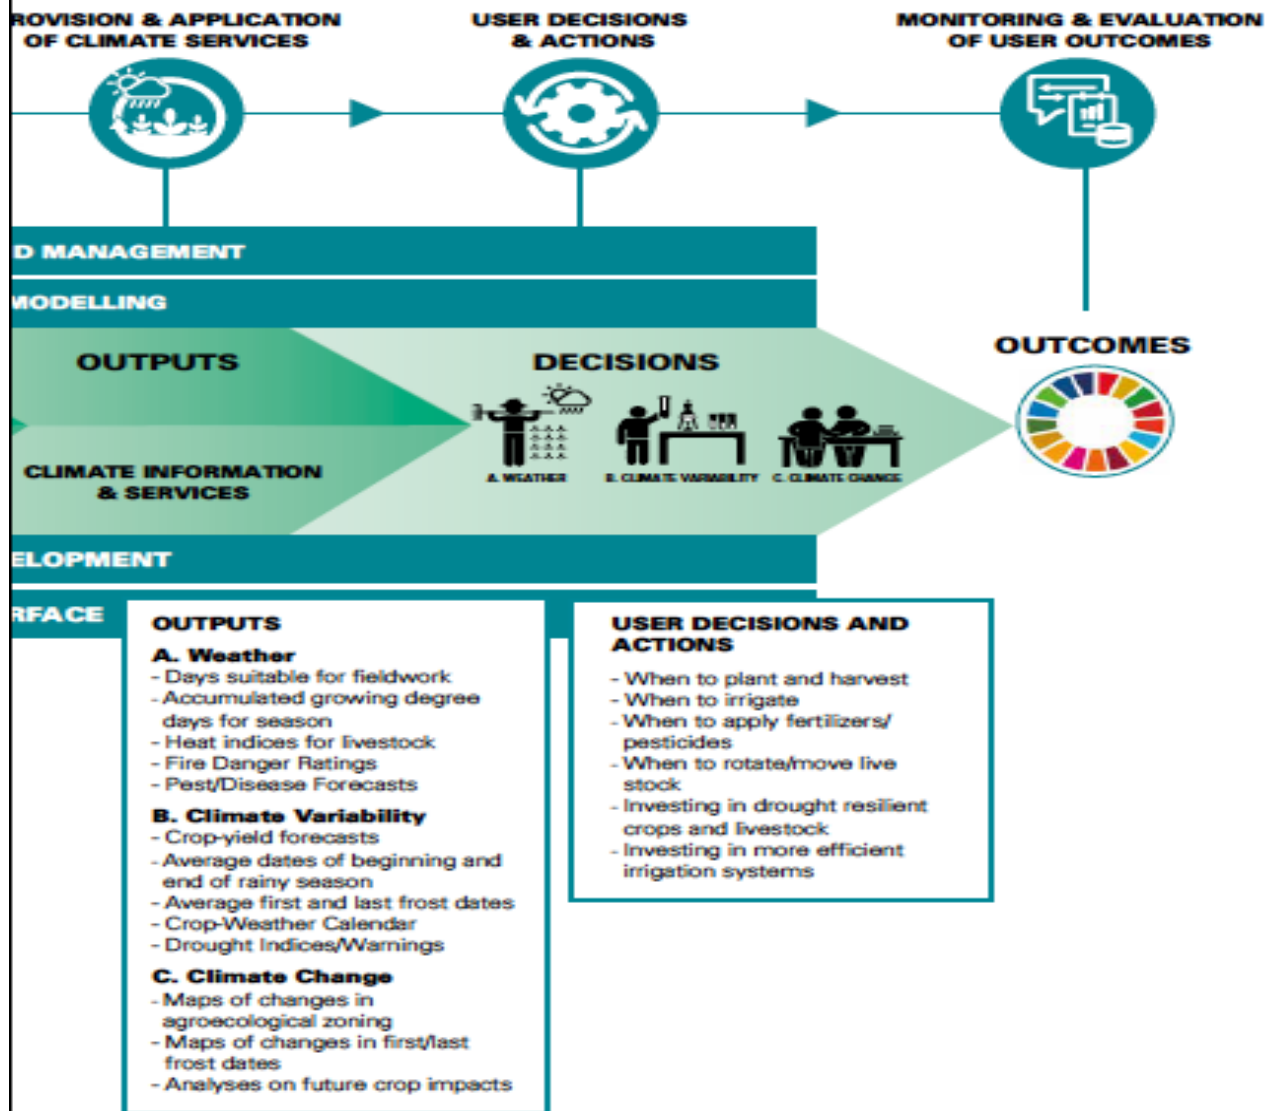 ROVISION & APPLICATION
OF CLIMATE SERVICES
USER DECISIONS
& ACTIONS
MONITORING & EVALUATION
OF USER OUTCOMES
D MANAGEMENT
MODELLING
OUTPUTS
CLIMATE INFORMATION
& SERVICES
DECISIONS
A. WEATHER
B. CLIMATE VARIABILITY
C. CLIMATE CHANGE
OUTCOMES
ELOPMENT
RFACE
OUTPUTS
A. Weather
- Days suitable for fieldwork
- Accumulated growing degree
days for season
- Heat indices for livestock
- Fire Danger Ratings
- Pest/Disease Forecasts
B. Climate Variability
- Crop-yield forecasts
- Average dates of beginning and
end of rainy season
- Average first and last frost dates
- Crop-Weather Calendar
- Drought Indices/Warnings
C. Climate Change
- Maps of changes in
agroecological zoning
- Maps of changes in first/last
frost dates
- Analyses on future crop impacts
USER DECISIONS AND
ACTIONS
- When to plant and harvest
- When to irrigate
- When to apply fertilizers/
pesticides
- When to rotate/move live
stock
- Investing in drought resilient
crops and livestock
- Investing in more efficient
irrigation systems